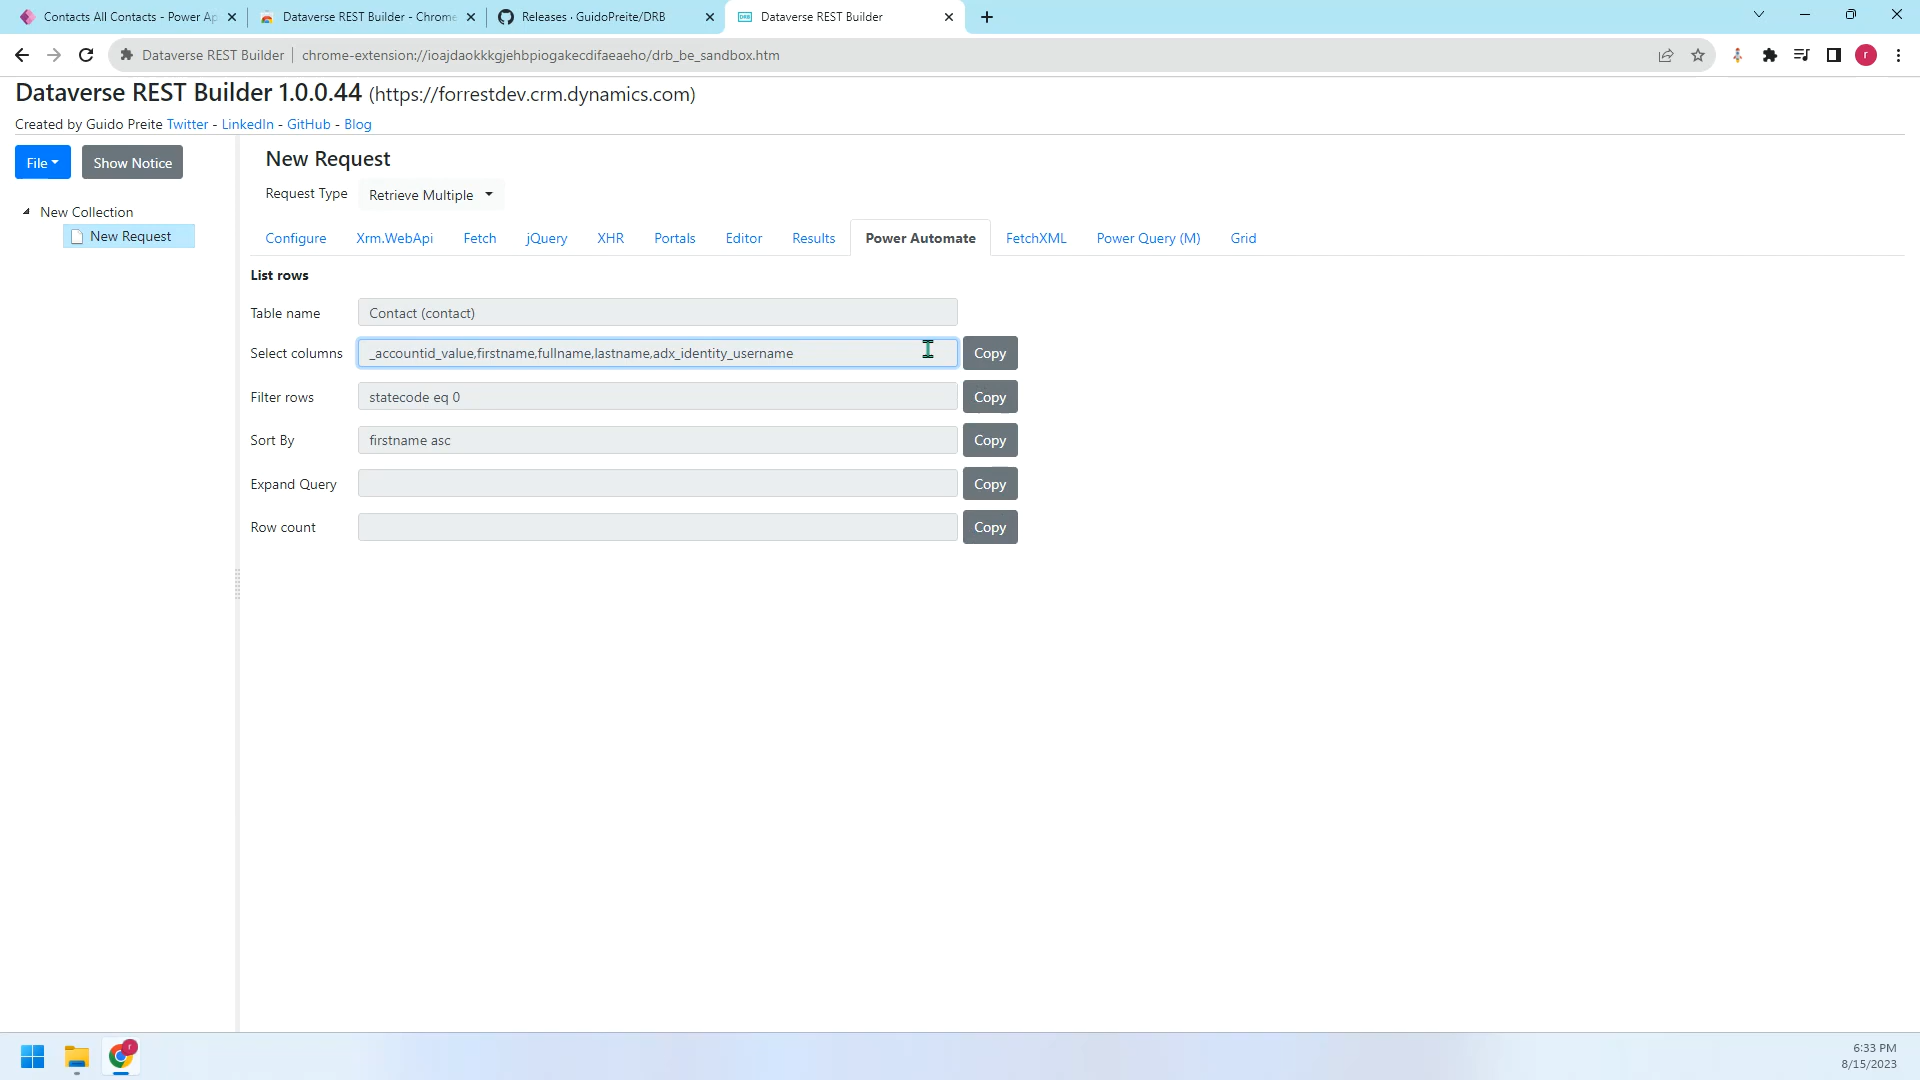 Contacts All Contacts - Power Ap
Dataverse REST Builder - Chrome
Releases · GuidoPreite/DRB
Dataverse REST Builder
Dataverse REST Builder | chrome-extension://ioajdaokkkgjehbpiogakecdifaeaeho/drb_be_sandbox.htm
r
Dataverse REST Builder 1.0.0.44 (https://forrestdev.crm.dynamics.com)
Created by Guido Preite Twitter - LinkedIn - GitHub - Blog
File
Show Notice
New Collection
New Request
New Request
Request Type
Retrieve Multiple
Configure
Xrm.WebApi
Fetch
jQuery
XHR
Portals
Editor
Results
Power Automate
FetchXML
Power Query (M)
Grid
List rows
Table name
Contact (contact)
Select columns
_accountid_value,firstname,fullname,lastname,adx_identity_username
Copy
Filter rows
statecode eq 0
Copy
Sort By
firstname asc
Copy
Expand Query
Copy
Row count
Copy
r
6:33 PM
8/15/2023